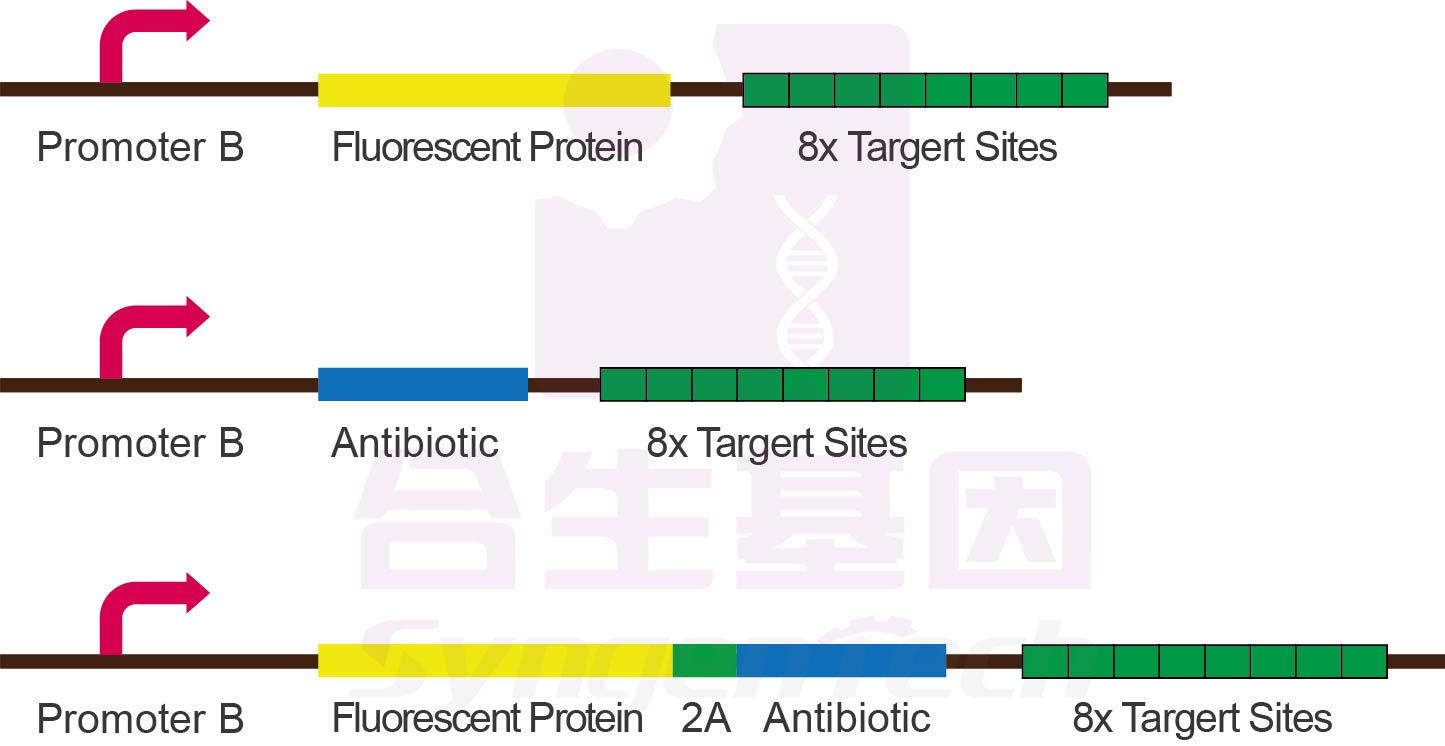 Promoter B Fluorescent Protein 8x Targert Sites
Promoter B Antibiotic 8x Targert Sites
合生基因
SyngenTech
Promoter B Fluorescent Protein 2A Antibiotic 8x Targert Sites